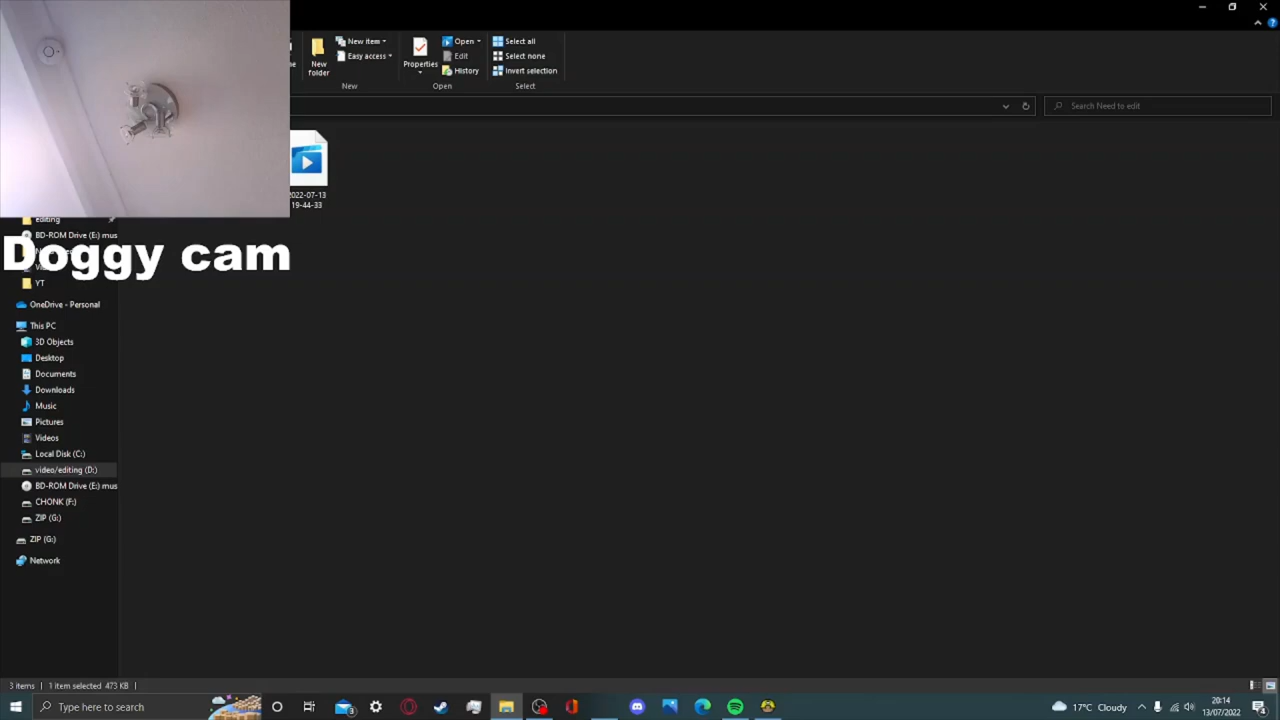 New item
Easy access
New
folder
New
Open
Edit
History
Properties
Open
Select all
Select none
Invert selection
Select
Search Need to edit
2022-07-13
19-44-33
editing
BD-ROM Drive (E:) mus
Doggy cam
YT
OneDrive - Personal
This PC
3D Objects
Desktop
Documents
Downloads
Music
Pictures
Videos
Local Disk (C:)
video/editing (D:)
BD-ROM Drive (E:) mus
CHONK (F:)
ZIP (G:)
ZIP (G:)
Network
3 items
1 item selected 473 KB
Type here to search
3
17°C Cloudy
20:14
13/07/2022